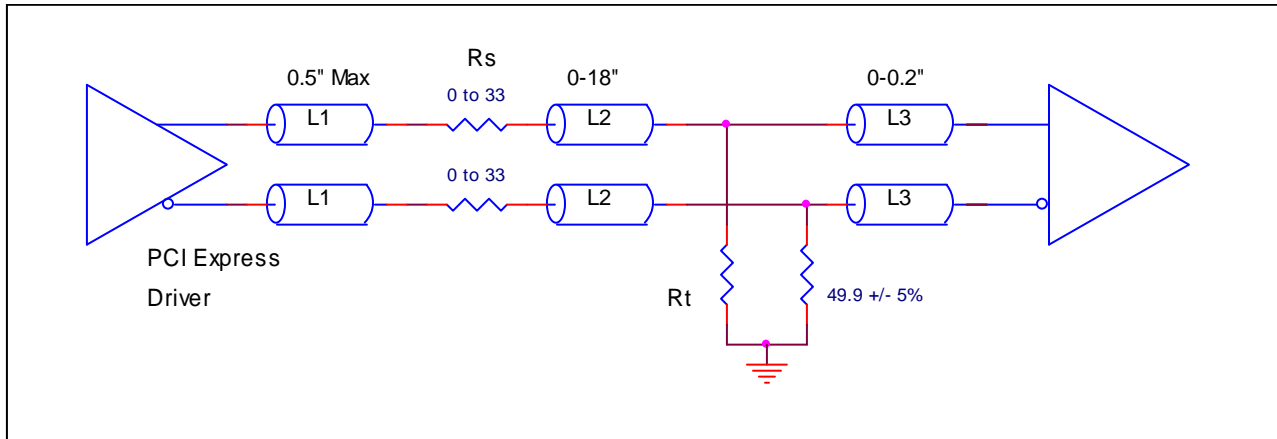 Rs
0.5" Max
0-18"
0-0.2"
0 to 33
L1
L2
L3
0 to 33
L1
L2
L3
PCI Express
Driver
Rt
49.9 +/- 5%